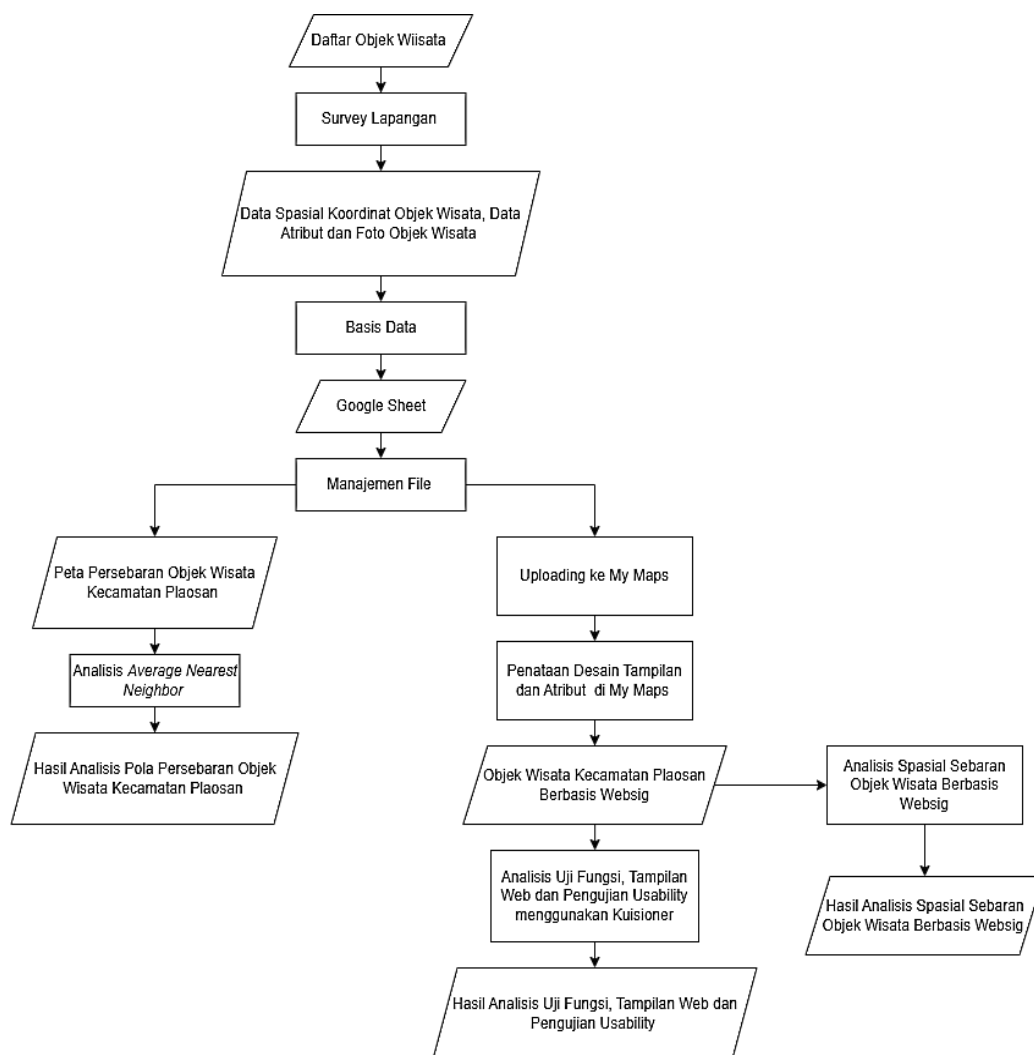 Daftar Objek Wiisata
Survey Lapangan
Data Spasial Koordinat Objek Wisata, Data
Atribut dan Foto Objek Wisata
Basis Data
Google Sheet
Manajemen File
Peta Persebaran Objek Wisata
Kecamatan Plaosan
Analisis Average Nearest
Neighbor
Hasil Analisis Pola Persebaran Objek
Wisata Kecamatan Plaosan
Uploading ke My Maps
Penataan Desain Tampilan
dan Atribut di My Maps
Objek Wisata Kecamatan Plaosan
Berbasis Websig
Analisis Spasial Sebaran
Objek Wisata Berbasis
Websig
Hasil Analisis Spasial Sebaran
Objek Wisata Berbasis Websig
Analisis Uji Fungsi, Tampilan
Web dan Pengujian Usability
menggunakan Kuisioner
Hasil Analisis Uji Fungsi, Tampilan Web dan
Pengujian Usability